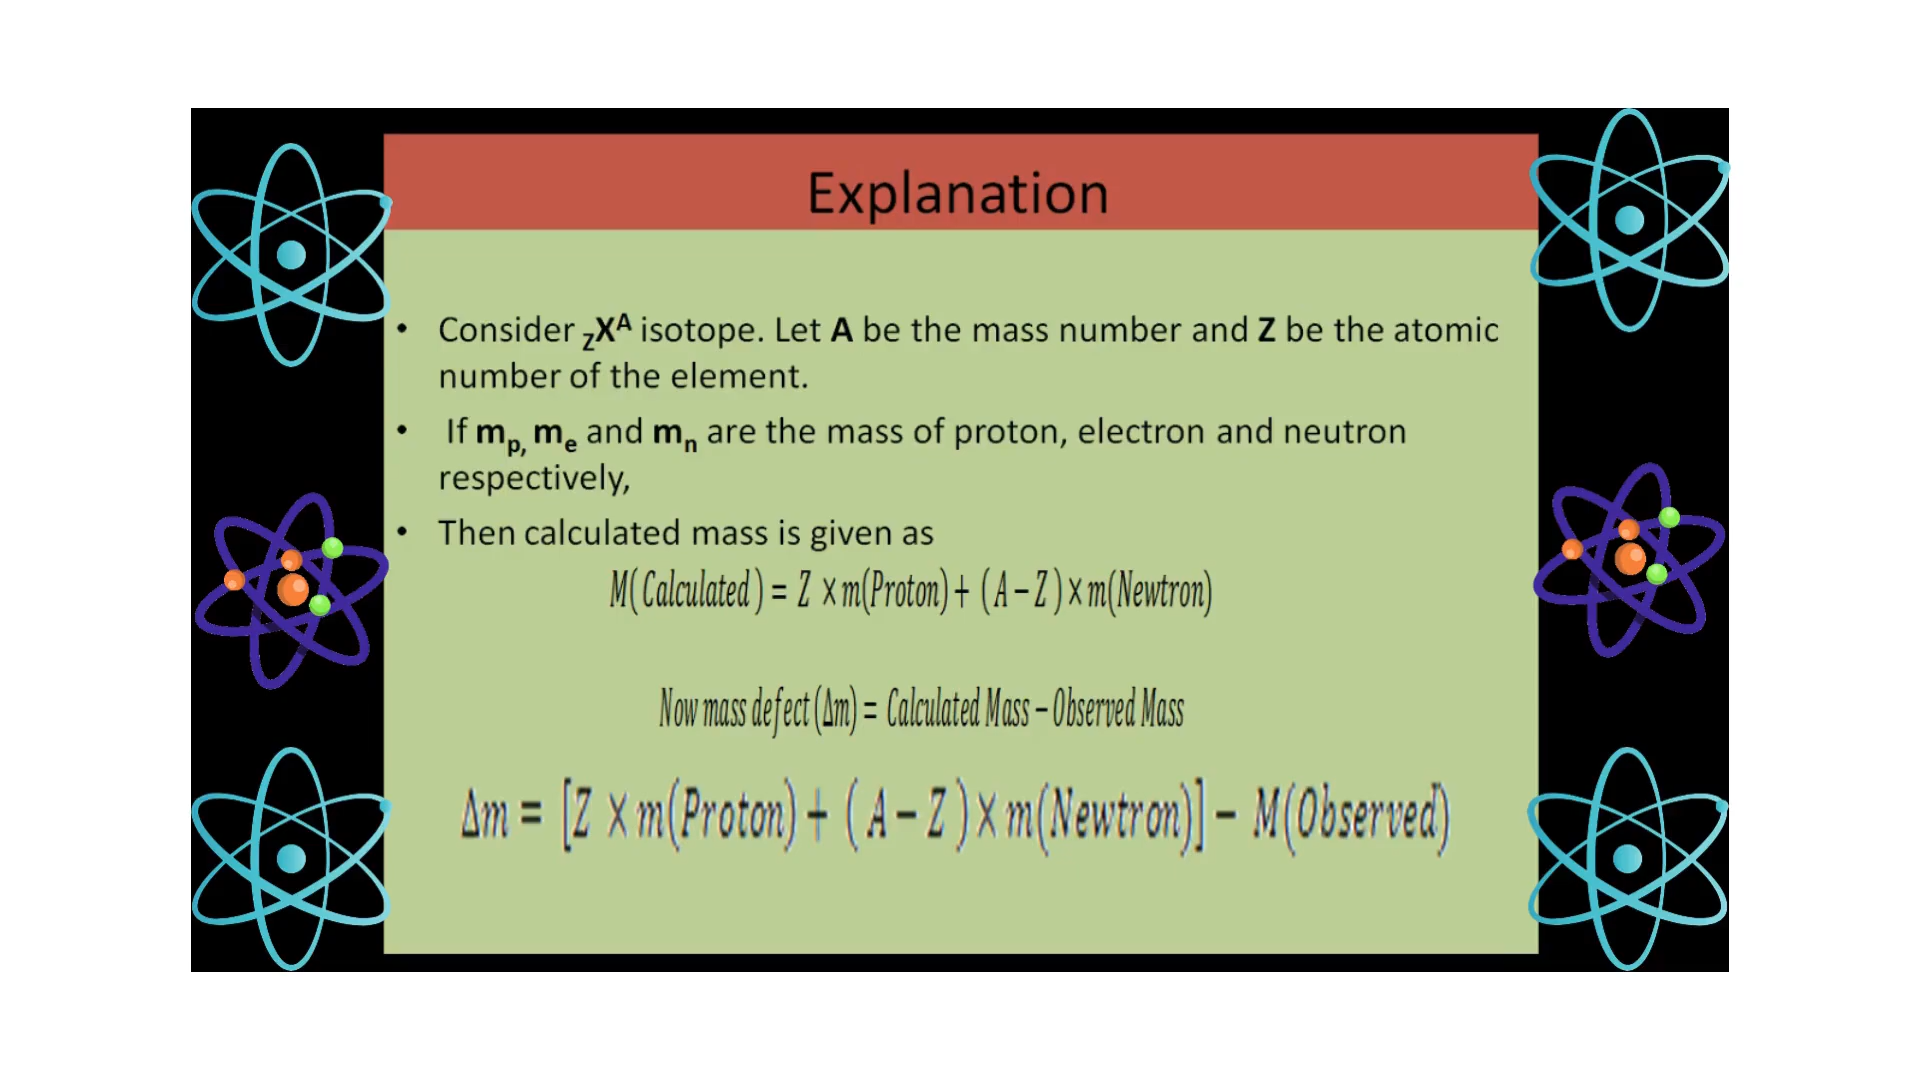 Explanation
• Consider ZXA isotope. Let A be the mass number and Z be the atomic
number of the element.
• If mp, me and mn are the mass of proton, electron and neutron
respectively,
• Then calculated mass is given as
M(Calculated) = Z ×m(Proton)+ (A−Z)×m(Newtron)
Now mass defect (Δm) = Calculated Mass −Observed Mass
Δm = [Z ×m(Proton)+ (A−Z)×m(Newtron)]− M(Observed)